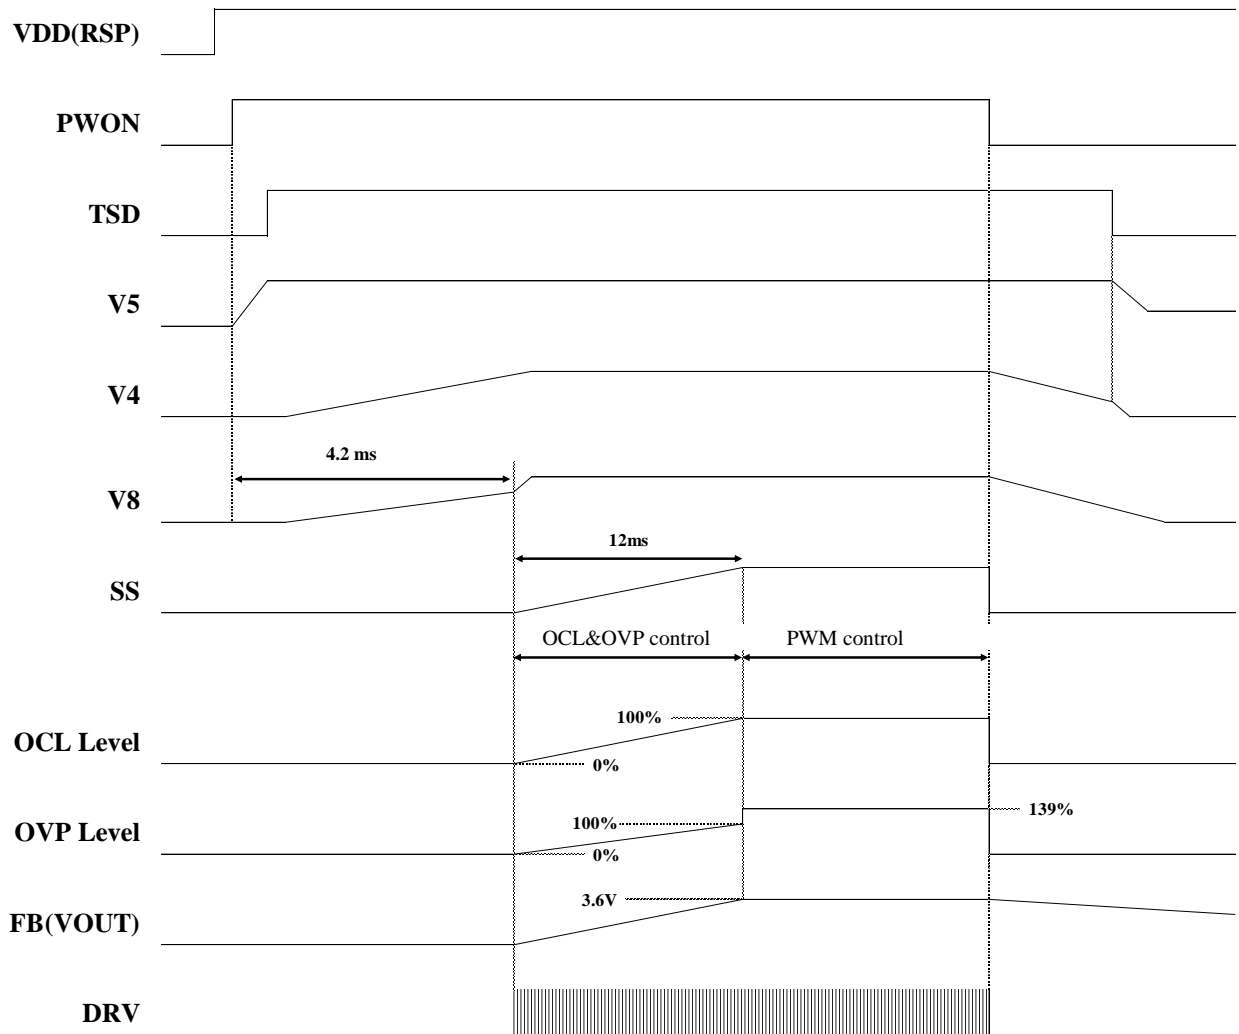 VDD(RSP)
PWON
TSD
V5
V4
4.2 ms
V8
12ms
SS
OCL&OVP control
PWM control
100%
OCL Level
0%
139%
100%
OVP Level
0%
3.6V
FB(VOUT)
DRV